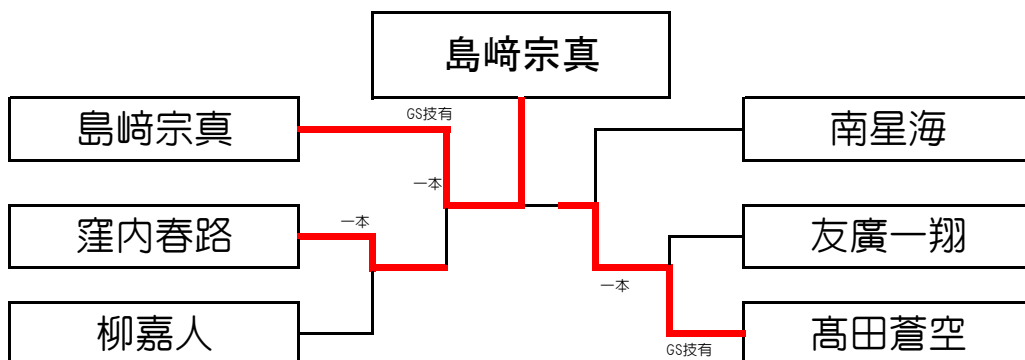 島﨑宗真
GS技有
島﨑宗真
南星海
一本
窪内春路
一本
友廣一翔
一本
柳嘉人
髙田蒼空
GS技有